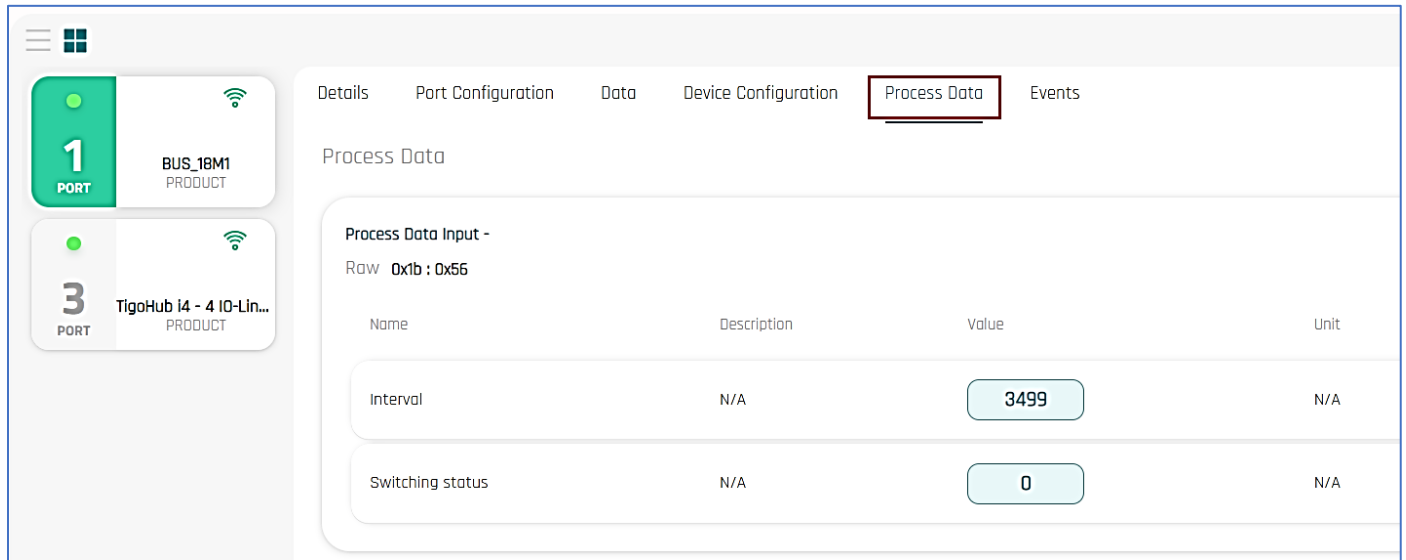 1
PORT
BUS_18M1
PRODUCT
3
PORT
TigoHub i4 - 4 IO-Lin...
PRODUCT
Details Port Configuration Data Device Configuration Process Data Events
Process Data
Process Data Input -
Raw 0x1b : 0x56
Name Description Value Unit
Interval N/A 3499 N/A
Switching status N/A 0 N/A